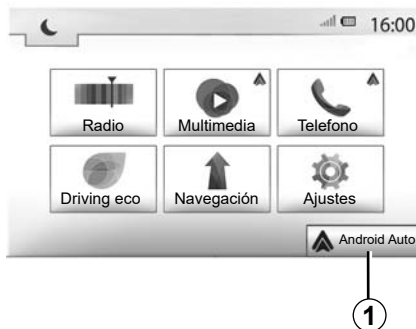 16:00
Radio
Multimedia
Telefono
Driving eco
Navegación
Ajustes
Android Auto
1